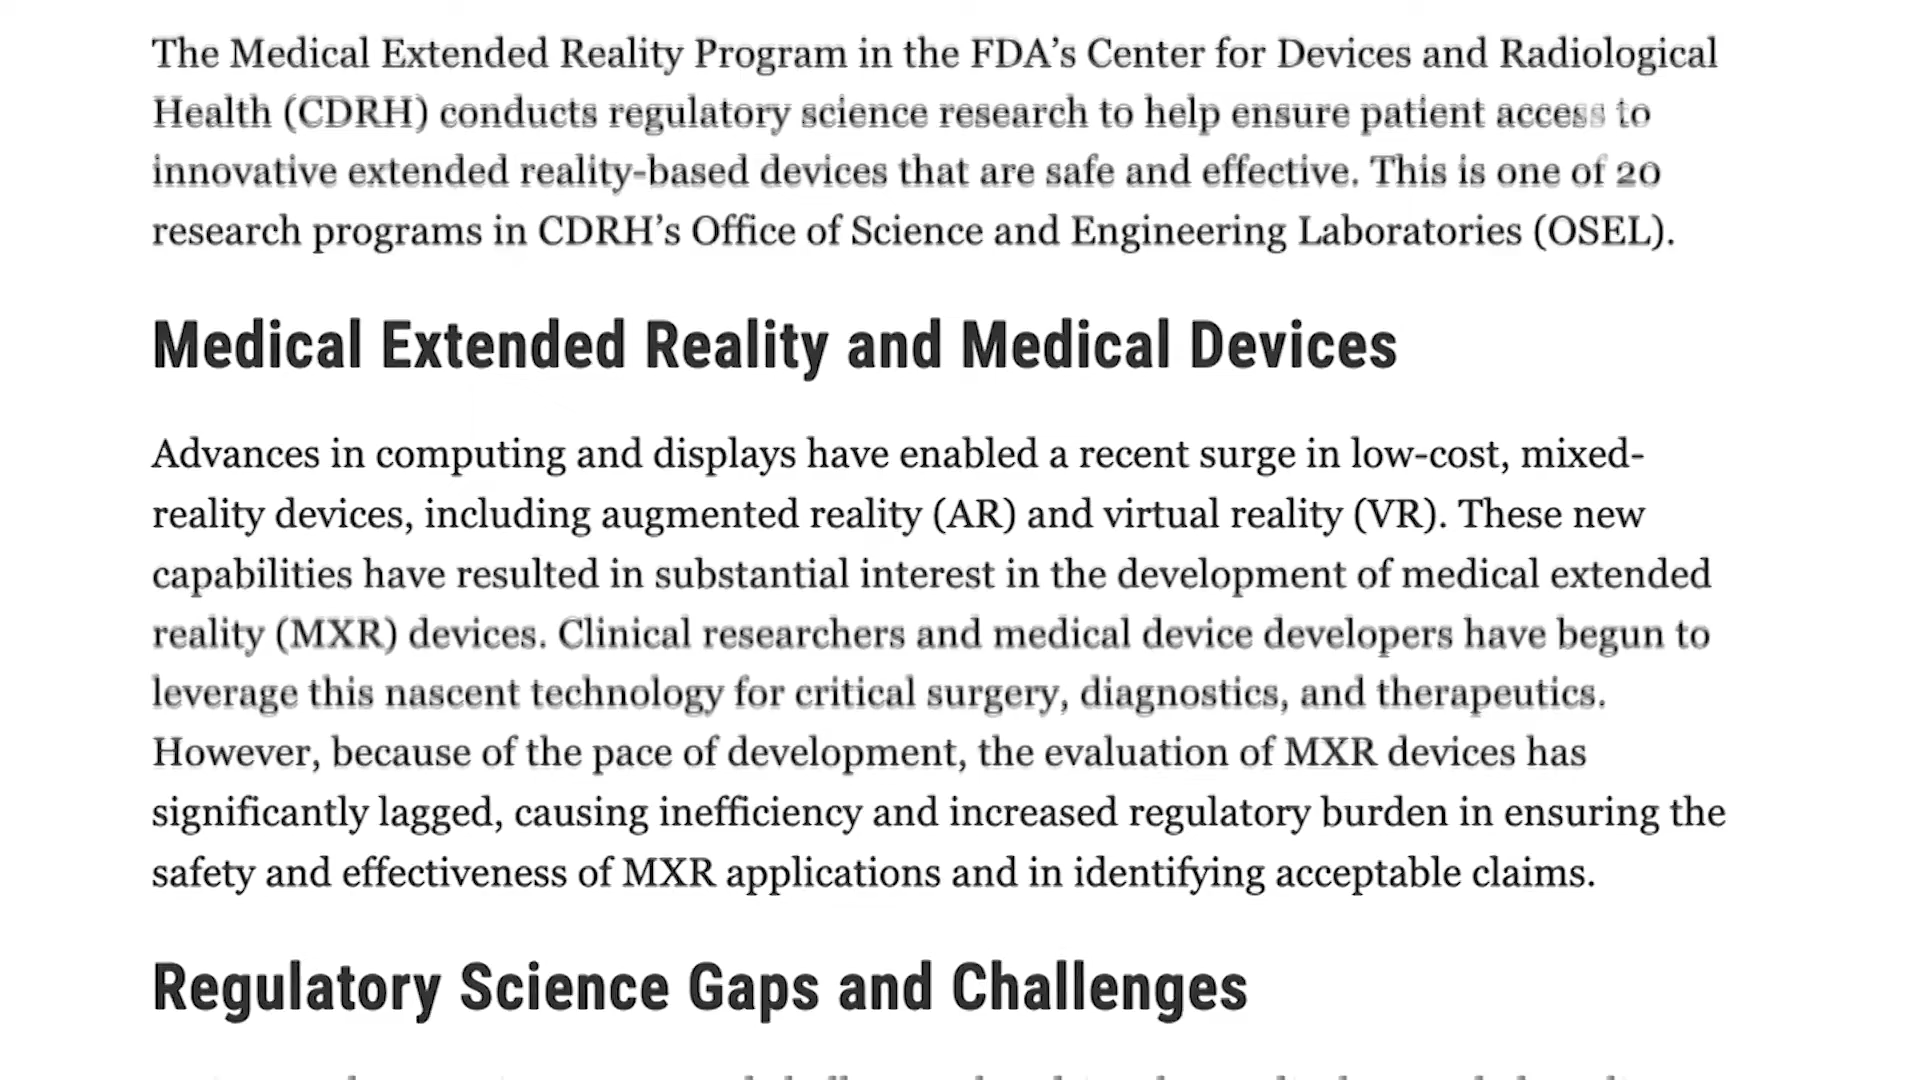 The Medical Extended Reality Program in the FDA’s Center for Devices and Radiological
Health (CDRH) conducts regulatory science research to help ensure patient access to
innovative extended reality-based devices that are safe and effective. This is one of 20
research programs in CDRH’s Office of Science and Engineering Laboratories (OSEL).
Medical Extended Reality and Medical Devices
Advances in computing and displays have enabled a recent surge in low-cost, mixed-
reality devices, including augmented reality (AR) and virtual reality (VR). These new
capabilities have resulted in substantial interest in the development of medical extended
reality (MXR) devices. Clinical researchers and medical device developers have begun to
leverage this nascent technology for critical surgery, diagnostics, and therapeutics.
However, because of the pace of development, the evaluation of MXR devices has
significantly lagged, causing inefficiency and increased regulatory burden in ensuring the
safety and effectiveness of MXR applications and in identifying acceptable claims.
Regulatory Science Gaps and Challenges